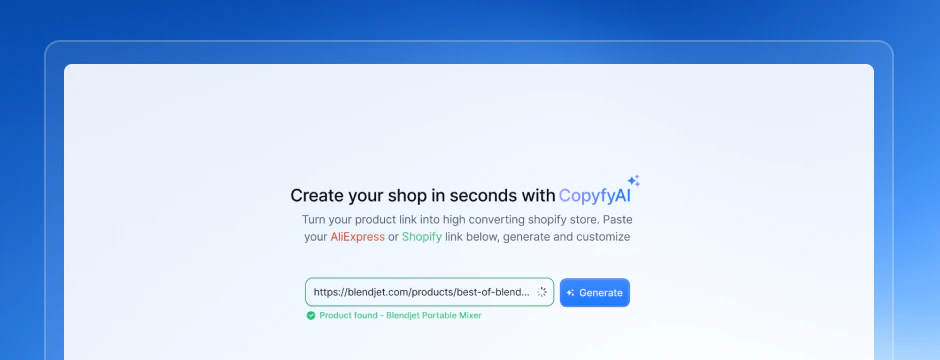 Create your shop in seconds with CopyfyAI
Turn your product link into high converting shopify store. Paste
your AliExpress or Shopify link below, generate and customize
https://blendjet.com/products/best-of-blend... Generate
Product found - Blendjet Portable Mixer